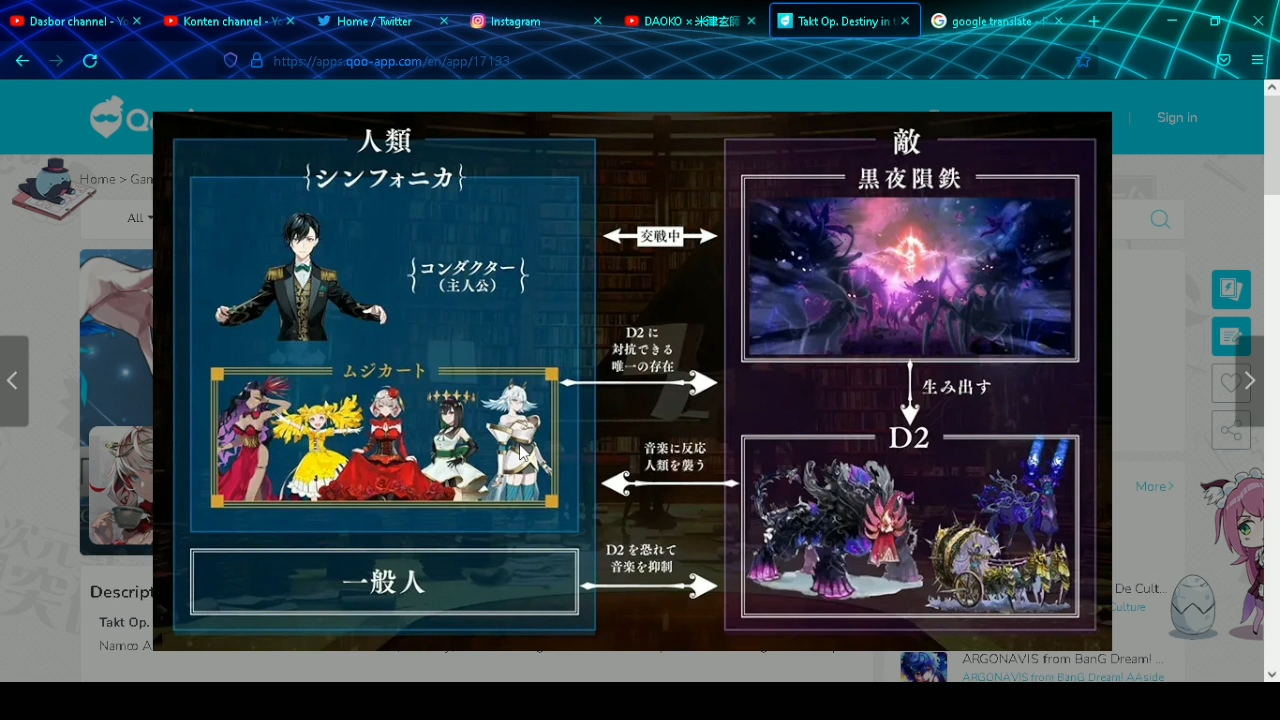 Dasbor channel - Yo
Konten channel - Yo
Home / Twitter
Instagram
DAOKO × 米津玄師
Takt Op. Destiny in t
google translate -
https://apps.qoo-app.com/en/app/17133
Sign in
Home > Gam
All
人類
シンフォニカ
コンダクター
(主人公)
ムジカート
一般人
交戦中
D2 に
対抗できる
唯一の存在
音楽に反応
人類を襲う
D2 を恐れて
音楽を抑制
敵
黒夜隕鉄
生み出す
D2
More>
Descript
Takt Op.
Namco
De Cult...
Culture
ARGONAVIS from BanG Dream! ...
ARGONAVIS from BanG Dream! AAside